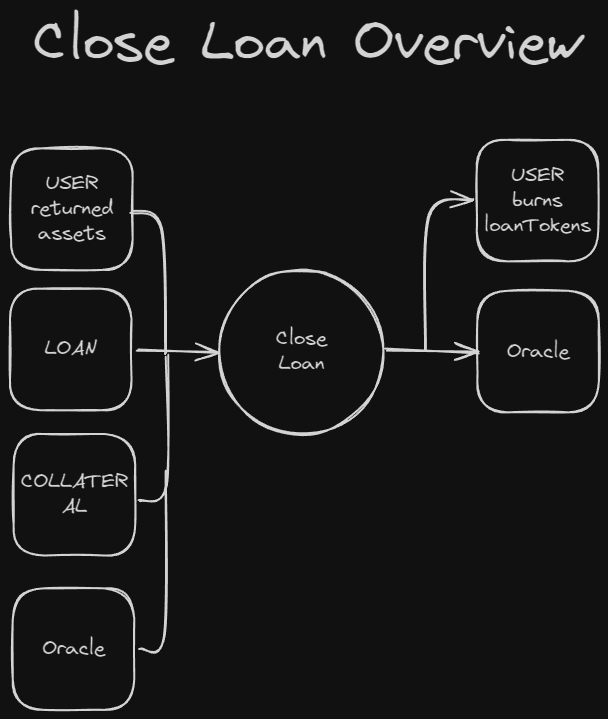 Close Loan Overview
USER
returned
assets
LOAN
COLLATER
AL
Oracle
Close
Loan
USER
burns
loanTokens
Oracle